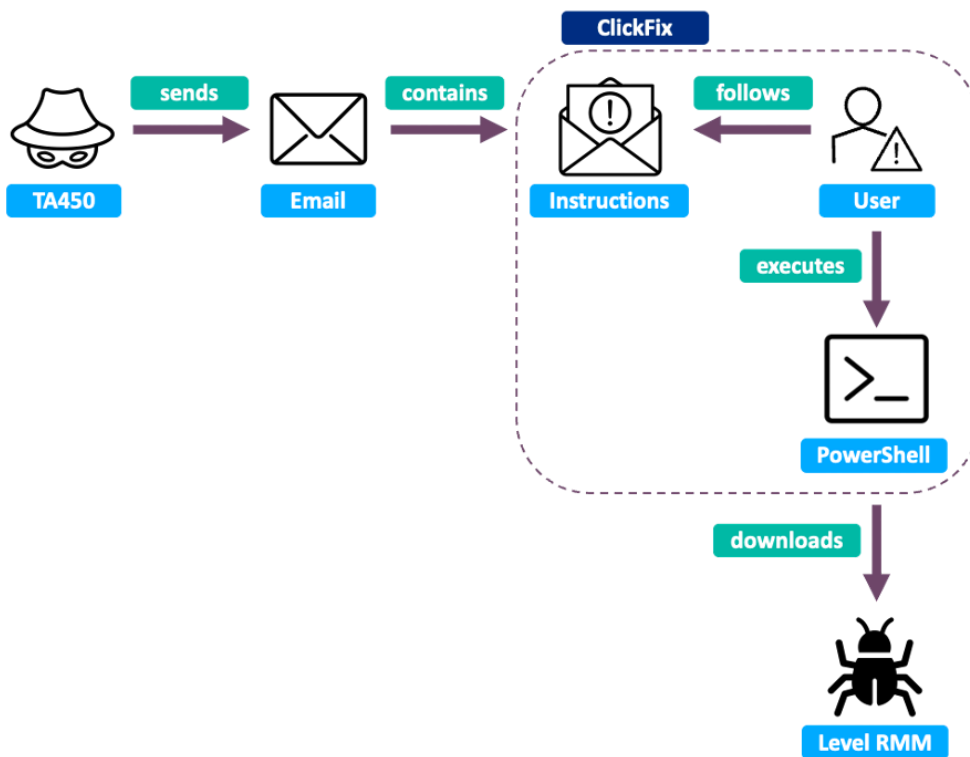 ClickFix
sends
contains
follows
TA450
Email
Instructions
User
executes
PowerShell
downloads
Level RMM